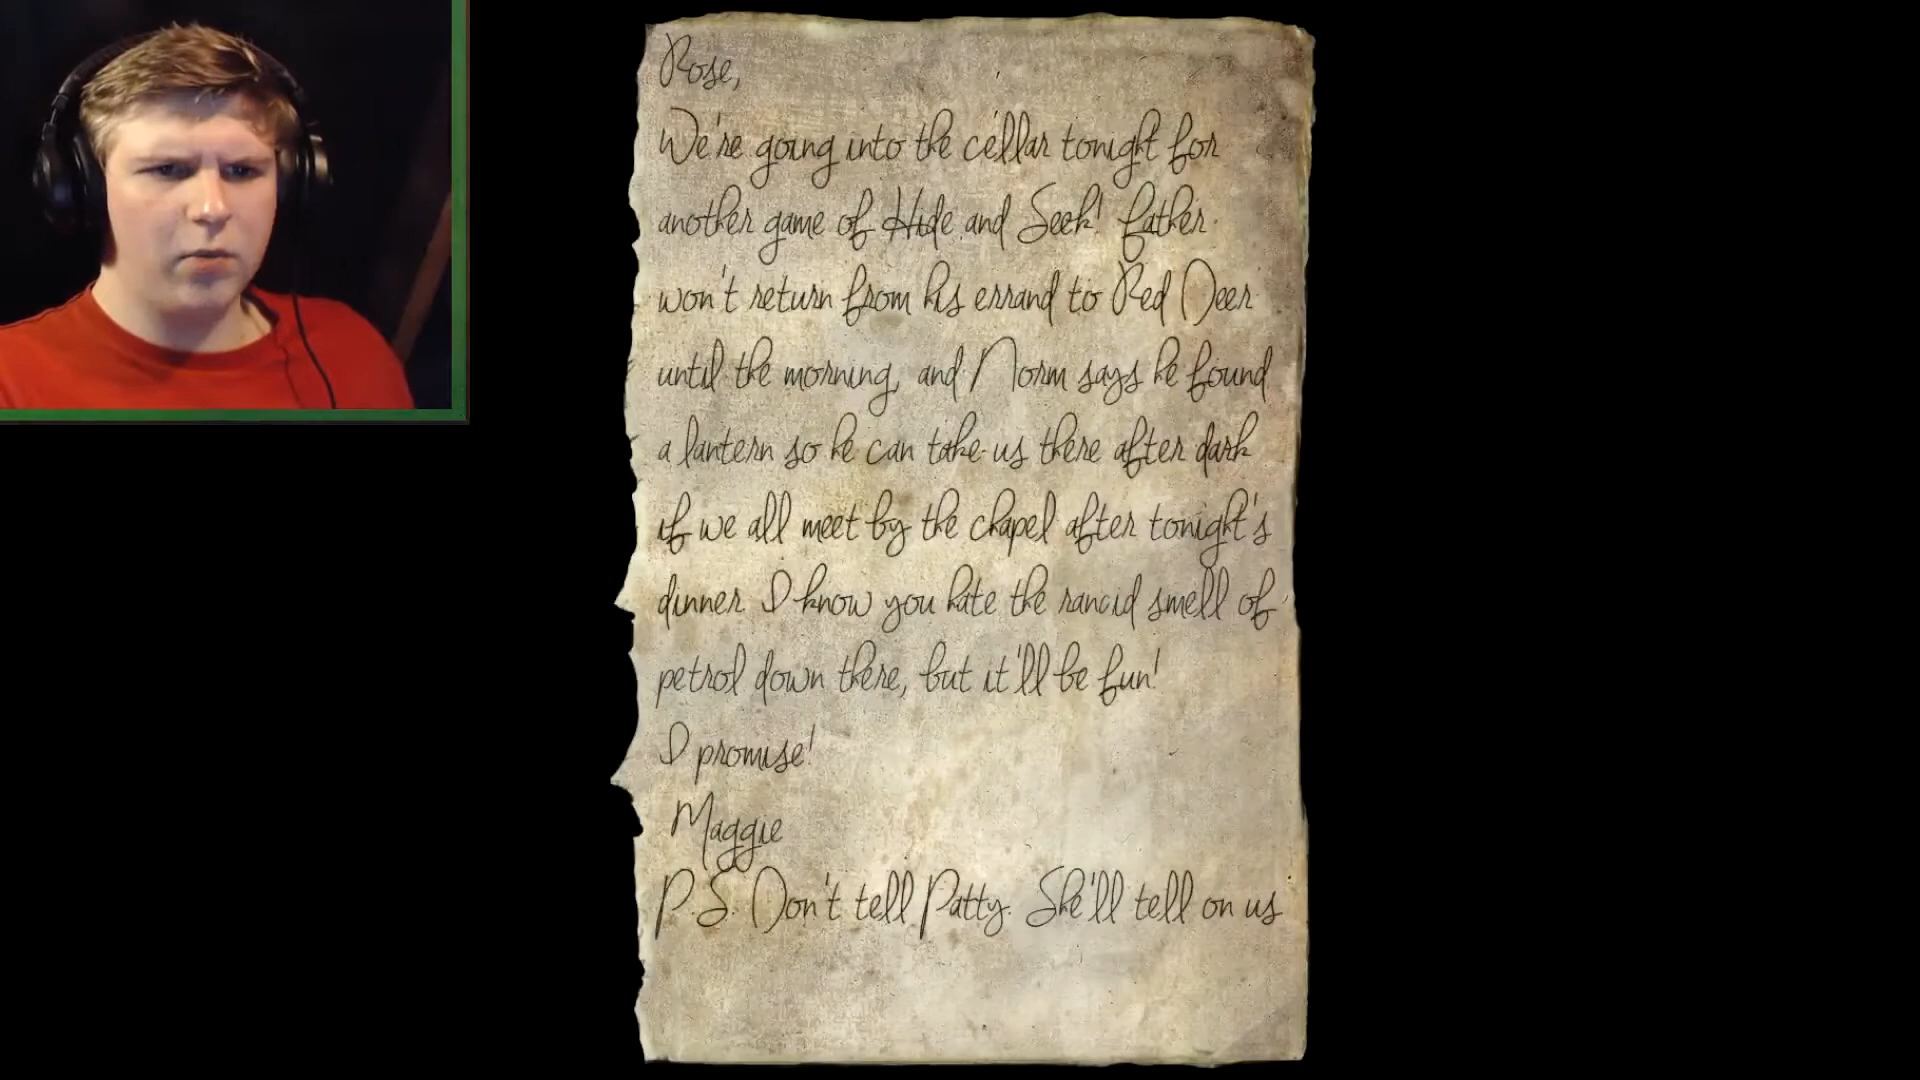 Rose,
We're going into the cellar tonight for
another game of Hide and Seek! Father
won't return from his errand to Red Deer
until the morning, and Norm says he found
a lantern so he can take us there after dark
if we all meet by the chapel after tonight's
dinner. I know you hate the rancid smell of
petrol down there, but it'll be fun!
I promise!
Maggie
P.S. Don't tell Patty. She'll tell on us